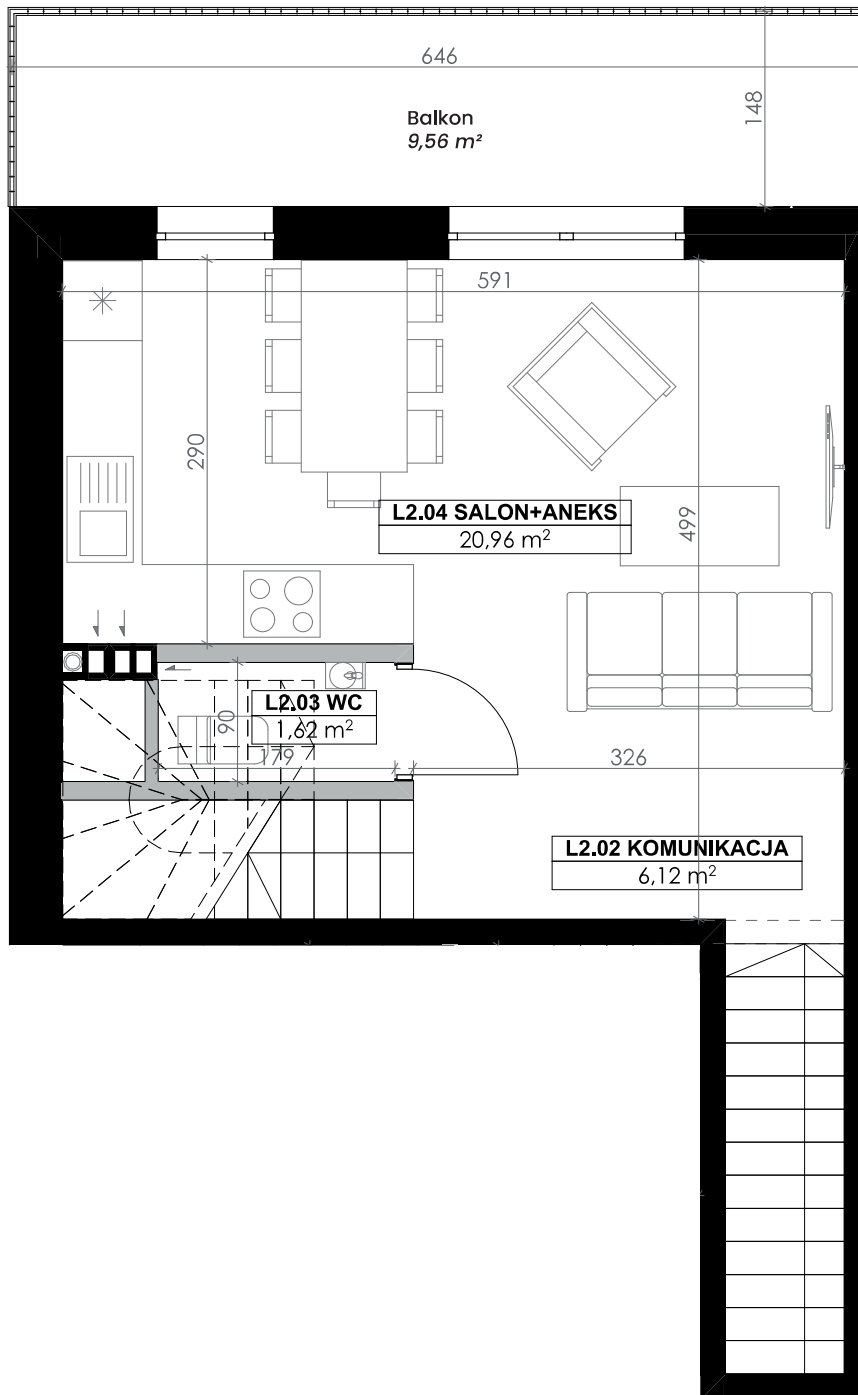 646
148
Balkon
9,56 m²
591
290
L2.04 SALON+ANEKS
20,96 m²
499
L2.03 WC
1,62 m²
90
179
326
L2.02 KOMUNIKACJA
6,12 m²